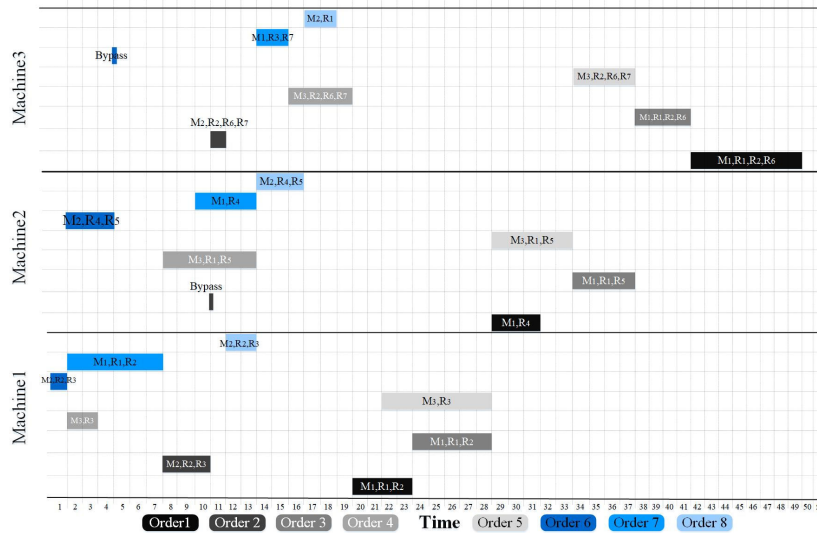 Machine3
M2,R1
M1,R3,R7
Bypass
M3,R2,R6,R7
M3,R2,R6,R7
M2,R2,R6,R7
M1,R1,R2,R6
M1,R1,R2,R6
Machine2
M2,R4,R5
M1,R4
M2,R4,R5
M3,R1,R5
M3,R1,R5
Bypass
M1,R1,R5
M1,R4
Machine1
M2,R2,R3
M1,R1,R2
M2,R2,R3
M3,R3
M3,R3
M1,R1,R2
M2,R2,R3
M1,R1,R2
1 2 3 4 5 6 7 8 9 10 11 12 13 14 15 16 17 18 19 20 21 22 23 24 25 26 27 28 29 30 31 32 33 34 35 36 37 38 39 40 41 42 43 44 45 46 47 48 49 50
Order1 Order 2 Order 3 Order 4 Time Order 5 Order 6 Order 7 Order 8